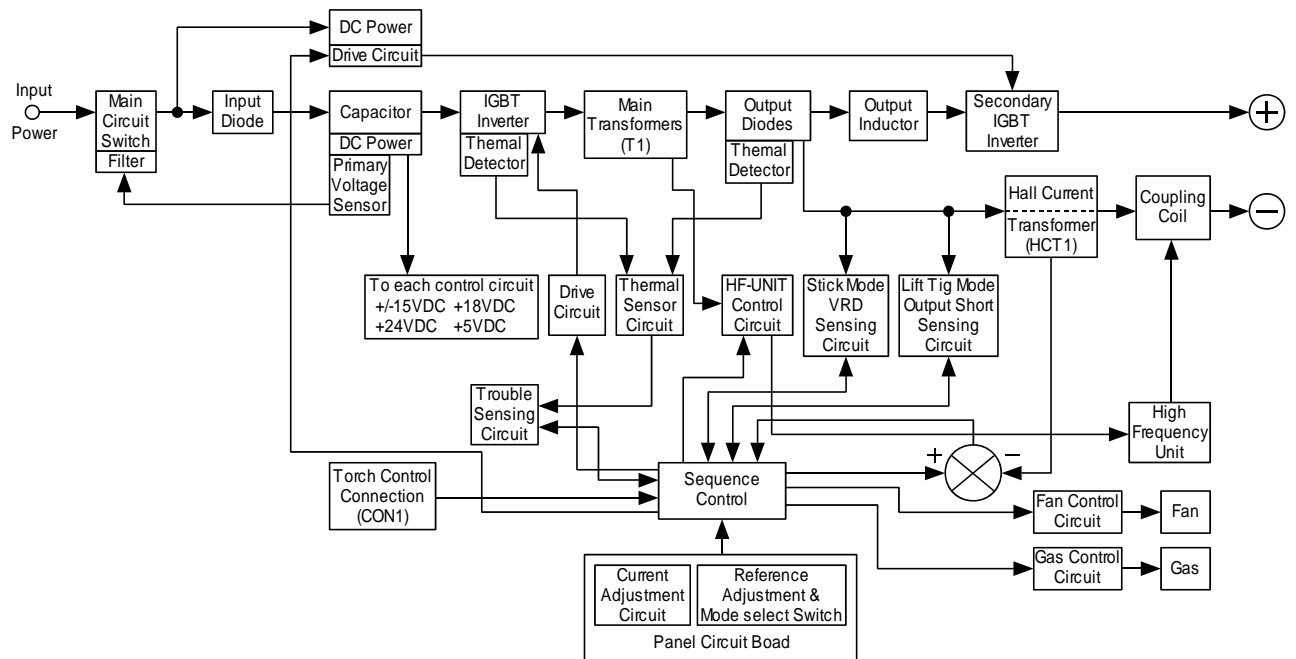 DC Power
Drive Circuit
Input
Power
Main
Circuit
Switch
Filter
Input
Diode
Capacitor
DC Power
Primary
Voltage
Sensor
IGBT
Inverter
Themal
Detector
Main
Transformers
(T1)
Output
Diodes
Themal
Detector
Output
Inductor
Secondary
IGBT
Inverter
+
Hall Current
Transformer
(HCT1)
Coupling
Coil
−
To each control circuit
+/-15VDC +18VDC
+24VDC +5VDC
Drive
Circuit
Thermal
Sensor
Circuit
HF-UNIT
Control
Circuit
Stick Mode
VRD
Sensing
Circuit
Lift Tig Mode
Output Short
Sensing
Circuit
Trouble
Sensing
Circuit
High
Frequency
Unit
Torch Control
Connection
(CON1)
Sequence
Control
+ −
Fan Control
Circuit
Fan
Gas Control
Circuit
Gas
Current
Adjustment
Circuit
Reference
Adjustment &
Mode select Switch
Panel Circuit Boad